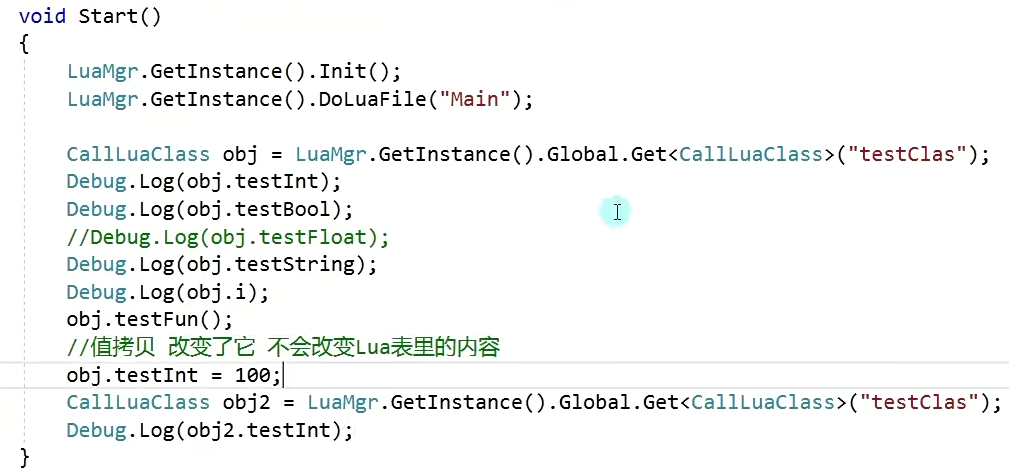 void Start()
{
LuaMgr.GetInstance().Init();
LuaMgr.GetInstance().DoLuaFile("Main");
CallLuaClass obj = LuaMgr.GetInstance().Global.Get<CallLuaClass>("testClas");
Debug.Log(obj.testInt);
Debug.Log(obj.testBool);
//Debug.Log(obj.testFloat);
Debug.Log(obj.testString);
Debug.Log(obj.i);
obj.testFun();
//值拷贝 改变了它 不会改变Lua表里的内容
obj.testInt = 100;
CallLuaClass obj2 = LuaMgr.GetInstance().Global.Get<CallLuaClass>("testClas");
Debug.Log(obj2.testInt);
}